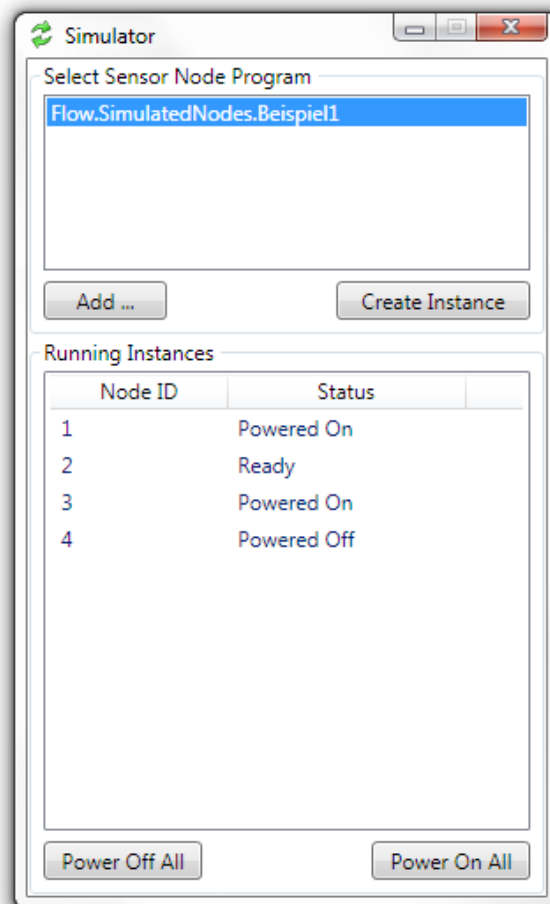 Simulator
Select Sensor Node Program
Flow.SimulatedNodes.Beispiel1
Add ... Create Instance
Running Instances
Node ID Status
1 Powered On
2 Ready
3 Powered On
4 Powered Off
Power Off All Power On All